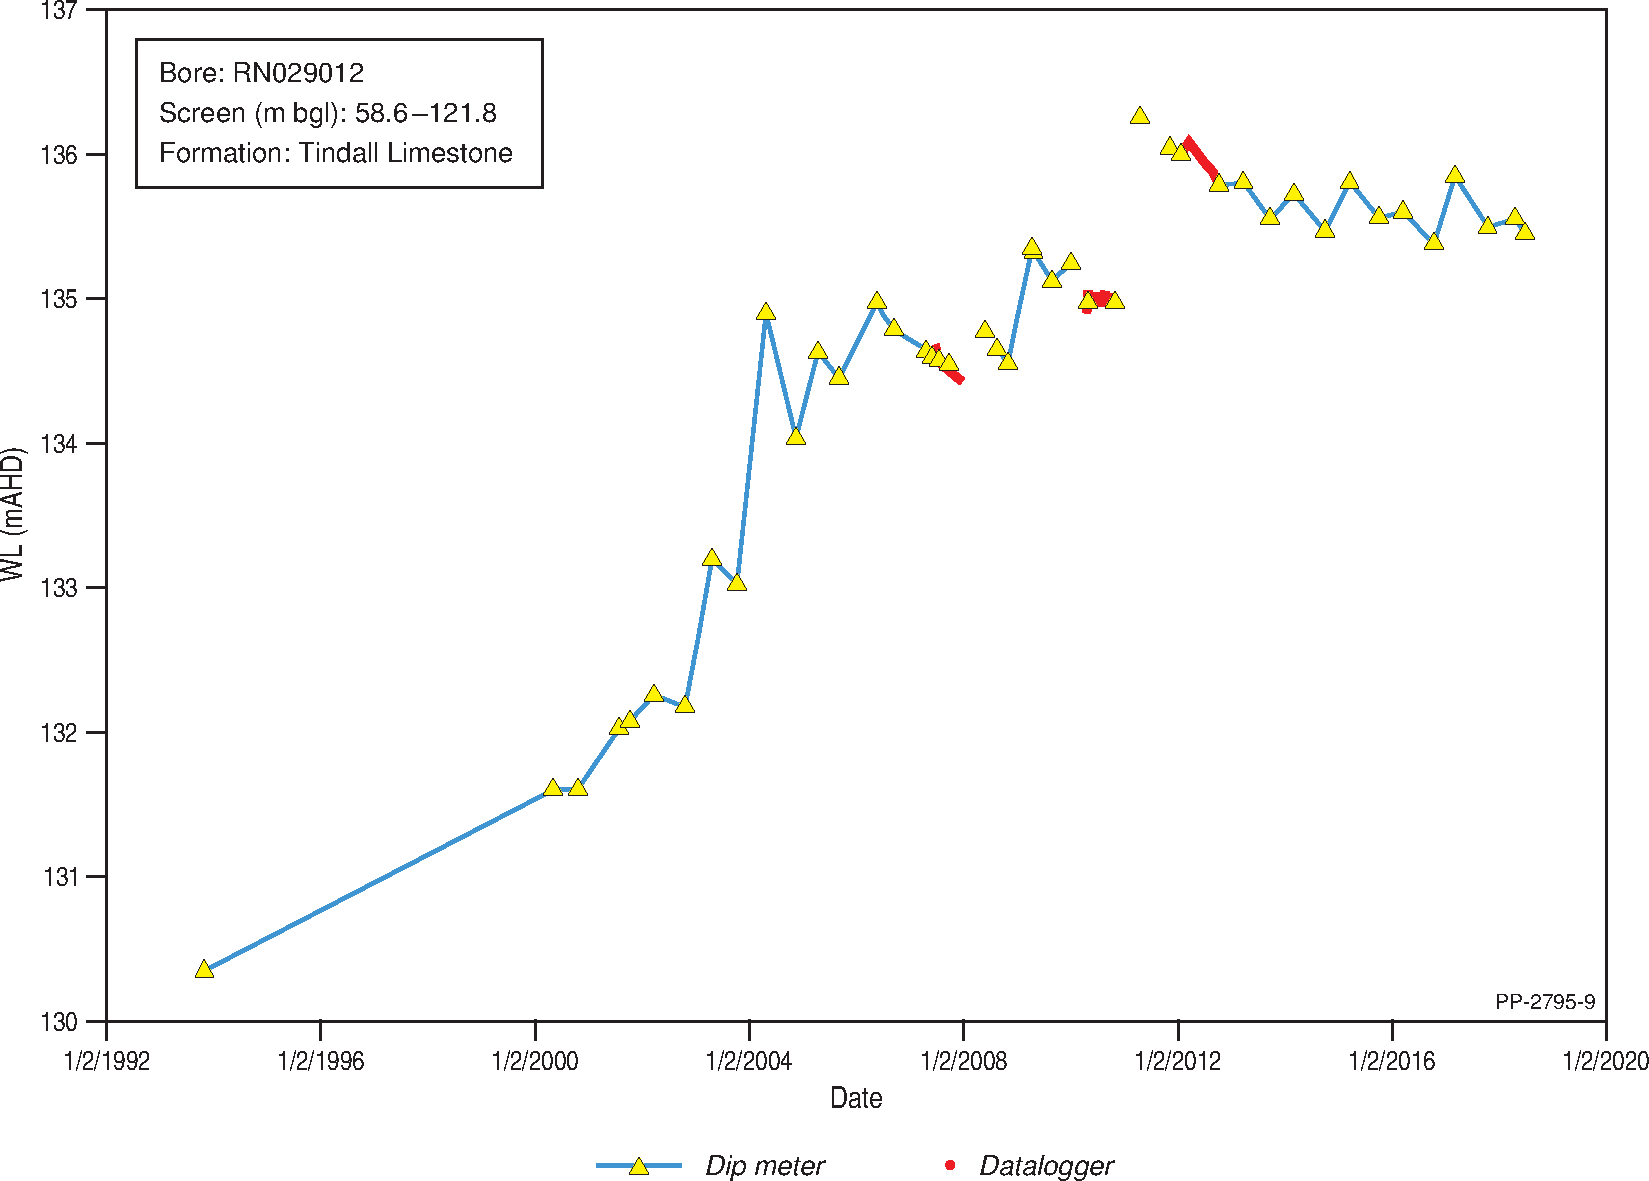 137
136
135
134
133
132
131
130
WL (mAHD)
Bore: RN029012
Screen (m bgl): 58.6–121.8
Formation: Tindall Limestone
PP-2795-9
1/2/1992 1/2/1996 1/2/2000 1/2/2004 1/2/2008 1/2/2012 1/2/2016 1/2/2020
Date
Dip meter Datalogger